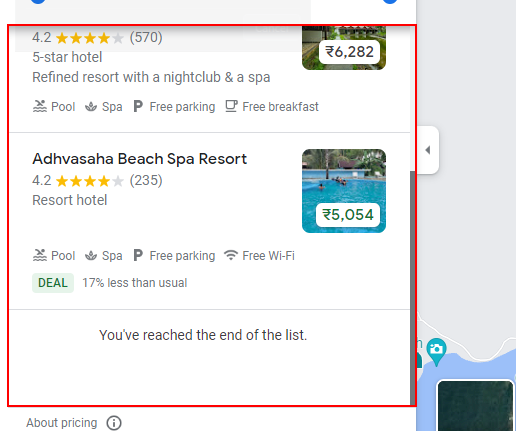 4.2 (570)
₹6,282
5-star hotel
Refined resort with a nightclub & a spa
Pool Spa Free parking Free breakfast
Adhvasaha Beach Spa Resort
4.2 (235)
Resort hotel
₹5,054
Pool Spa Free parking Free Wi-Fi
DEAL 17% less than usual
You've reached the end of the list.
About pricing